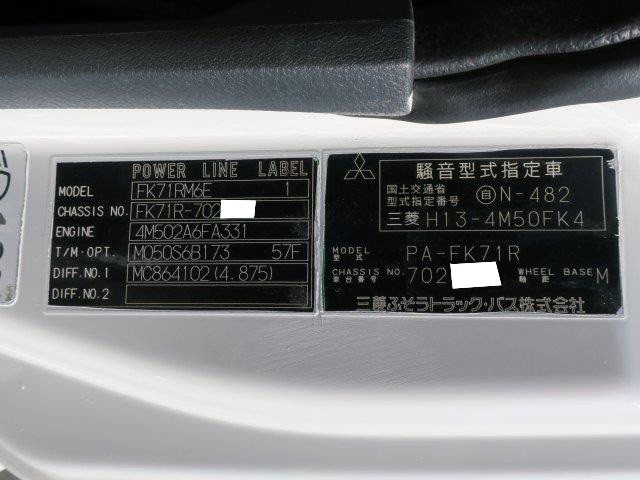 POWER LINE LABEL
MODEL FK71RM6E 1
CHASSIS NO. FK71R-702
ENGINE 4M502A6FA331
T/M・OPT. M050S6B173 57F
DIFF.NO.1 MC864102(4.875)
DIFF.NO.2
騒音型式指定車
国土交通省
型式指定番号 自N-482
三菱 H13-4M50FK4
MODEL
型式 PA-FK71R
CHASSIS NO. 702 WHEEL BASE M
車台番号 軸距
三菱ふそうトラック・バス株式会社